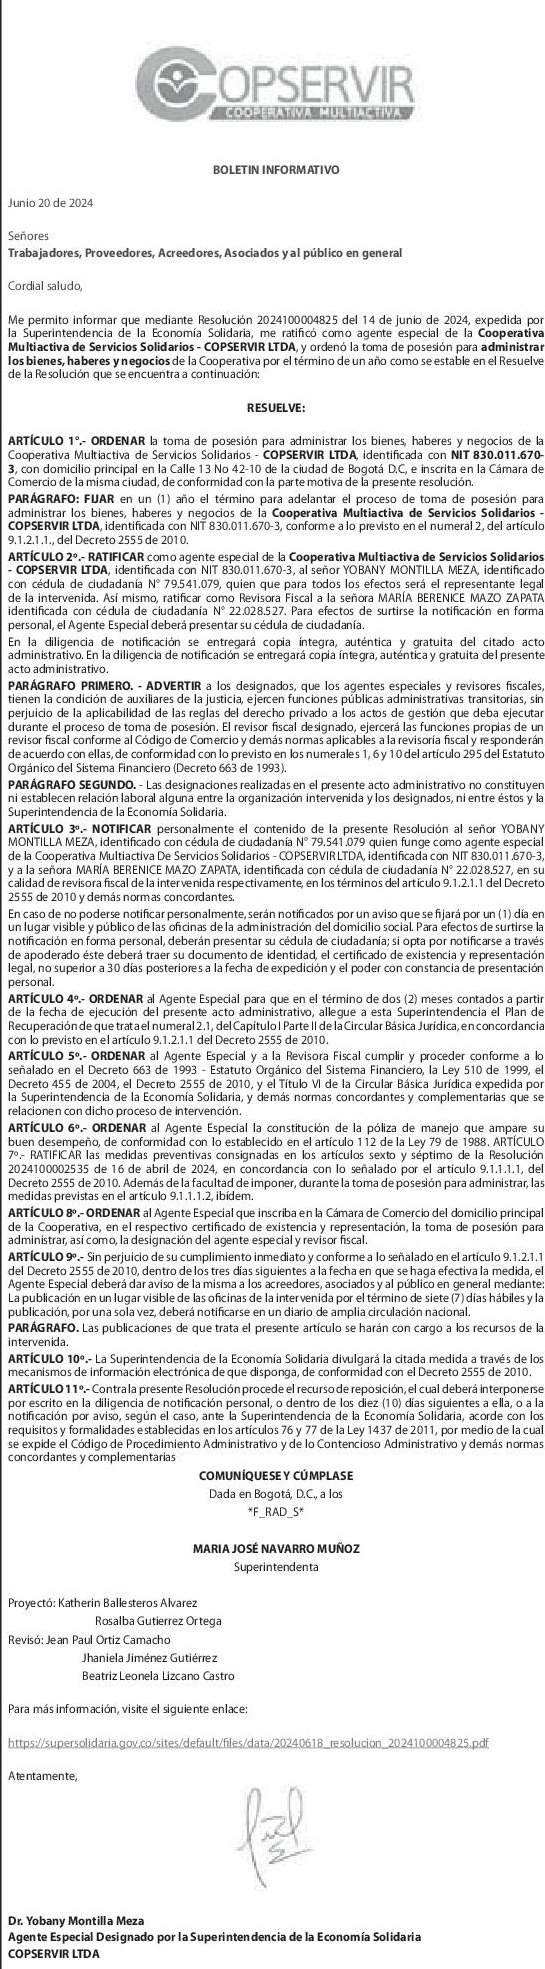 COPSERVIR
COOPERATIVA MULTIACTIVA
BOLETIN INFORMATIVO
Junio 20 de 2024
Señores
Trabajadores, Proveedores, Acreedores, Asociados y al público en general
Cordial saludo,
Me permito informar que mediante Resolución 2024100004825 del 14 de junio de 2024, expedida por
la Superintendencia de la Economía Solidaria, me ratificó como agente especial de la Cooperativa
Multiactiva de Servicios Solidarios - COPSERVIR LTDA, y ordenó la toma de posesión para administrar
los bienes, haberes y negocios de la Cooperativa por el término de un año como se estable en el Resuelve
de la Resolución que se encuentra a continuación:
RESUELVE:
ARTÍCULO 1°.- ORDENAR la toma de posesión para administrar los bienes, haberes y negocios de la
Cooperativa Multiactiva de Servicios Solidarios - COPSERVIR LTDA, identificada con NIT 830.011.670-
3, con domicilio principal en la Calle 13 No 42-10 de la ciudad de Bogotá D.C, e inscrita en la Cámara de
Comercio de la misma ciudad, de conformidad con la parte motiva de la presente resolución.
PARÁGRAFO: FIJAR en un (1) año el término para adelantar el proceso de toma de posesión para
administrar los bienes, haberes y negocios de la Cooperativa Multiactiva de Servicios Solidarios -
COPSERVIR LTDA, identificada con NIT 830.011.670-3, conforme a lo previsto en el numeral 2, del artículo
9.1.2.1.1., del Decreto 2555 de 2010.
ARTÍCULO 2º.- RATIFICAR como agente especial de la Cooperativa Multiactiva de Servicios Solidarios
- COPSERVIR LTDA, identificada con NIT 830.011.670-3, al señor YOBANY MONTILLA MEZA, identificado
con cédula de ciudadanía N° 79.541.079, quien que para todos los efectos será el representante legal
de la intervenida. Así mismo, ratificar como Revisora Fiscal a la señora MARÍA BERENICE MAZO ZAPATA
identificada con cédula de ciudadanía N° 22.028.527. Para efectos de surtirse la notificación en forma
personal, el Agente Especial deberá presentar su cédula de ciudadanía.
En la diligencia de notificación se entregará copia íntegra, auténtica y gratuita del citado acto
administrativo. En la diligencia de notificación se entregará copia íntegra, auténtica y gratuita del presente
acto administrativo.
PARÁGRAFO PRIMERO. - ADVERTIR a los designados, que los agentes especiales y revisores fiscales,
tienen la condición de auxiliares de la justicia, ejercen funciones públicas administrativas transitorias, sin
perjuicio de la aplicabilidad de las reglas del derecho privado a los actos de gestión que deba ejecutar
durante el proceso de toma de posesión. El revisor fiscal designado, ejercerá las funciones propias de un
revisor fiscal conforme al Código de Comercio y demás normas aplicables a la revisoría fiscal y responderán
de acuerdo con ellas, de conformidad con lo previsto en los numerales 1, 6 y 10 del artículo 295 del Estatuto
Orgánico del Sistema Financiero (Decreto 663 de 1993).
PARÁGRAFO SEGUNDO. - Las designaciones realizadas en el presente acto administrativo no constituyen
ni establecen relación laboral alguna entre la organización intervenida y los designados, ni entre éstos y la
Superintendencia de la Economía Solidaria.
ARTÍCULO 3º.- NOTIFICAR personalmente el contenido de la presente Resolución al señor YOBANY
MONTILLA MEZA, identificado con cédula de ciudadanía N° 79.541.079 quien funge como agente especial
de la Cooperativa Multiactiva De Servicios Solidarios - COPSERVIR LTDA, identificada con NIT 830.011.670-3,
y a la señora MARÍA BERENICE MAZO ZAPATA, identificada con cédula de ciudadanía N° 22.028.527, en su
calidad de revisora fiscal de la intervenida respectivamente, en los términos del artículo 9.1.2.1.1 del Decreto
2555 de 2010 y demás normas concordantes.
En caso de no poderse notificar personalmente, serán notificados por un aviso que se fijará por un (1) día en
un lugar visible y público de las oficinas de la administración del domicilio social. Para efectos de surtirse la
notificación en forma personal, deberán presentar su cédula de ciudadanía; si opta por notificarse a través
de apoderado éste deberá traer su documento de identidad, el certificado de existencia y representación
legal, no superior a 30 días posteriores a la fecha de expedición y el poder con constancia de presentación
personal.
ARTÍCULO 4º.- ORDENAR al Agente Especial para que en el término de dos (2) meses contados a partir
de la fecha de ejecución del presente acto administrativo, allegue a esta Superintendencia el Plan de
Recuperación de que trata el numeral 2.1, del Capítulo I Parte II de la Circular Básica Jurídica, en concordancia
con lo previsto en el artículo 9.1.2.1.1 del Decreto 2555 de 2010.
ARTÍCULO 5º.- ORDENAR al Agente Especial y a la Revisora Fiscal cumplir y proceder conforme a lo
señalado en el Decreto 663 de 1993 - Estatuto Orgánico del Sistema Financiero, la Ley 510 de 1999, el
Decreto 455 de 2004, el Decreto 2555 de 2010, y el Título VI de la Circular Básica Jurídica expedida por
la Superintendencia de la Economía Solidaria, y demás normas concordantes y complementarias que se
relacionen con dicho proceso de intervención.
ARTÍCULO 6º.- ORDENAR al Agente Especial la constitución de la póliza de manejo que ampare su
buen desempeño, de conformidad con lo establecido en el artículo 112 de la Ley 79 de 1988. ARTÍCULO
7º.- RATIFICAR las medidas preventivas consignadas en los artículos sexto y séptimo de la Resolución
2024100002535 de 16 de abril de 2024, en concordancia con lo señalado por el artículo 9.1.1.1.1, del
Decreto 2555 de 2010. Además de la facultad de imponer, durante la toma de posesión para administrar, las
medidas previstas en el artículo 9.1.1.1.2, ibídem.
ARTÍCULO 8º.- ORDENAR al Agente Especial que inscriba en la Cámara de Comercio del domicilio principal
de la Cooperativa, en el respectivo certificado de existencia y representación, la toma de posesión para
administrar, así como, la designación del agente especial y revisor fiscal.
ARTÍCULO 9º.- Sin perjuicio de su cumplimiento inmediato y conforme a lo señalado en el artículo 9.1.2.1.1
del Decreto 2555 de 2010, dentro de los tres días siguientes a la fecha en que se haga efectiva la medida, el
Agente Especial deberá dar aviso de la misma a los acreedores, asociados y al público en general mediante:
La publicación en un lugar visible de las oficinas de la intervenida por el término de siete (7) días hábiles y la
publicación, por una sola vez, deberá notificarse en un diario de amplia circulación nacional.
PARÁGRAFO. Las publicaciones de que trata el presente artículo se harán con cargo a los recursos de la
intervenida.
ARTÍCULO 10º.- La Superintendencia de la Economía Solidaria divulgará la citada medida a través de los
mecanismos de información electrónica de que disponga, de conformidad con el Decreto 2555 de 2010.
ARTÍCULO 11º.- Contra la presente Resolución procede el recurso de reposición, el cual deberá interponerse
por escrito en la diligencia de notificación personal, o dentro de los diez (10) días siguientes a ella, o a la
notificación por aviso, según el caso, ante la Superintendencia de la Economía Solidaria, acorde con los
requisitos y formalidades establecidas en los artículos 76 y 77 de la Ley 1437 de 2011, por medio de la cual
se expide el Código de Procedimiento Administrativo y de lo Contencioso Administrativo y demás normas
concordantes y complementarias
COMUNÍQUESE Y CÚMPLASE
Dada en Bogotá, D.C., a los
*F_RAD_S*
MARIA JOSÉ NAVARRO MUÑOZ
Superintendenta
Proyectó: Katherin Ballesteros Alvarez
Rosalba Gutierrez Ortega
Revisó: Jean Paul Ortiz Camacho
Jhaniela Jiménez Gutiérrez
Beatriz Leonela Lizcano Castro
Para más información, visite el siguiente enlace:
https://supersolidaria.gov.co/sites/default/files/data/20240618_resolucion_2024100004825.pdf
Atentamente,
Dr. Yobany Montilla Meza
Agente Especial Designado por la Superintendencia de la Economía Solidaria
COPSERVIR LTDA